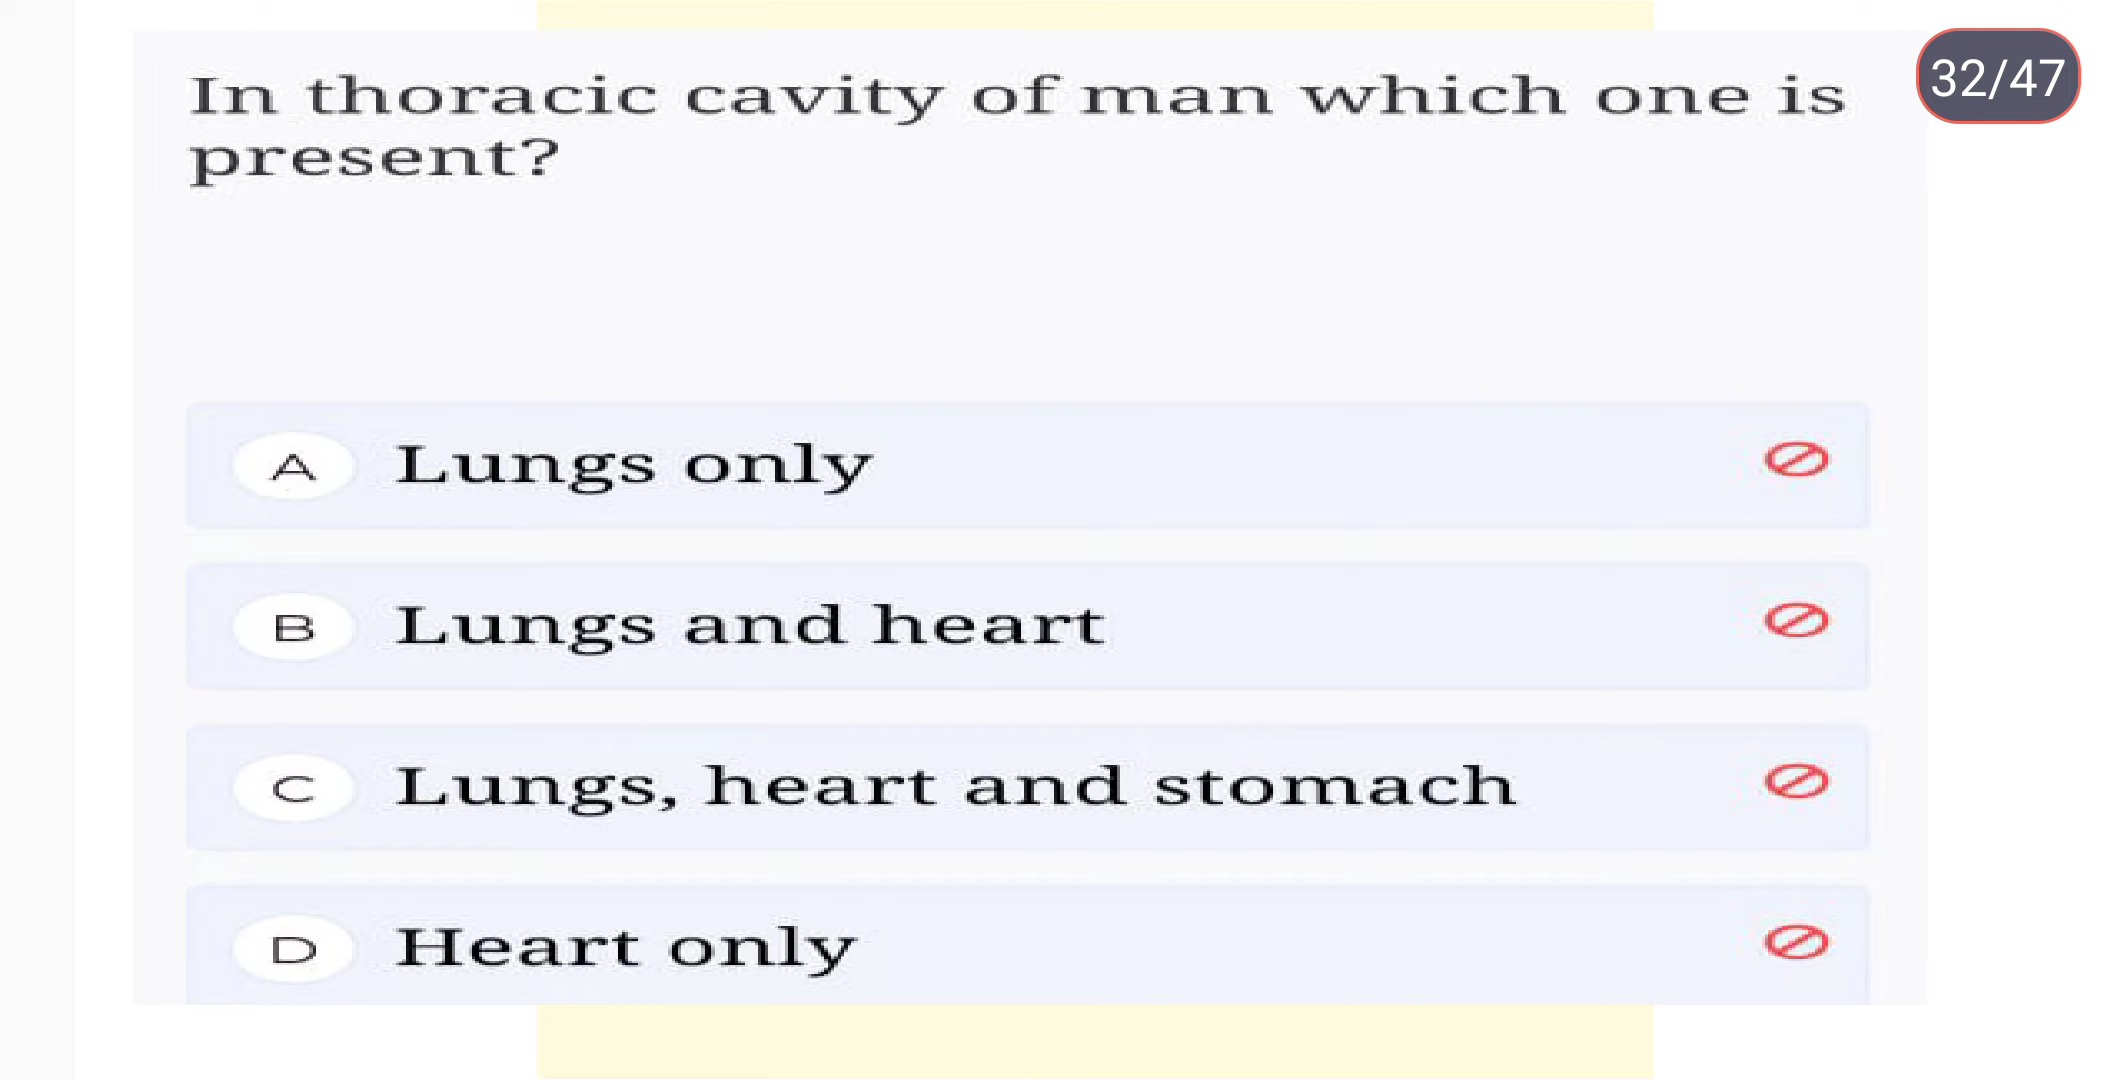 In thoracic cavity of man which one is
32/47
present?
A Lungs only
B Lungs and heart
C Lungs, heart and stomach
D Heart only